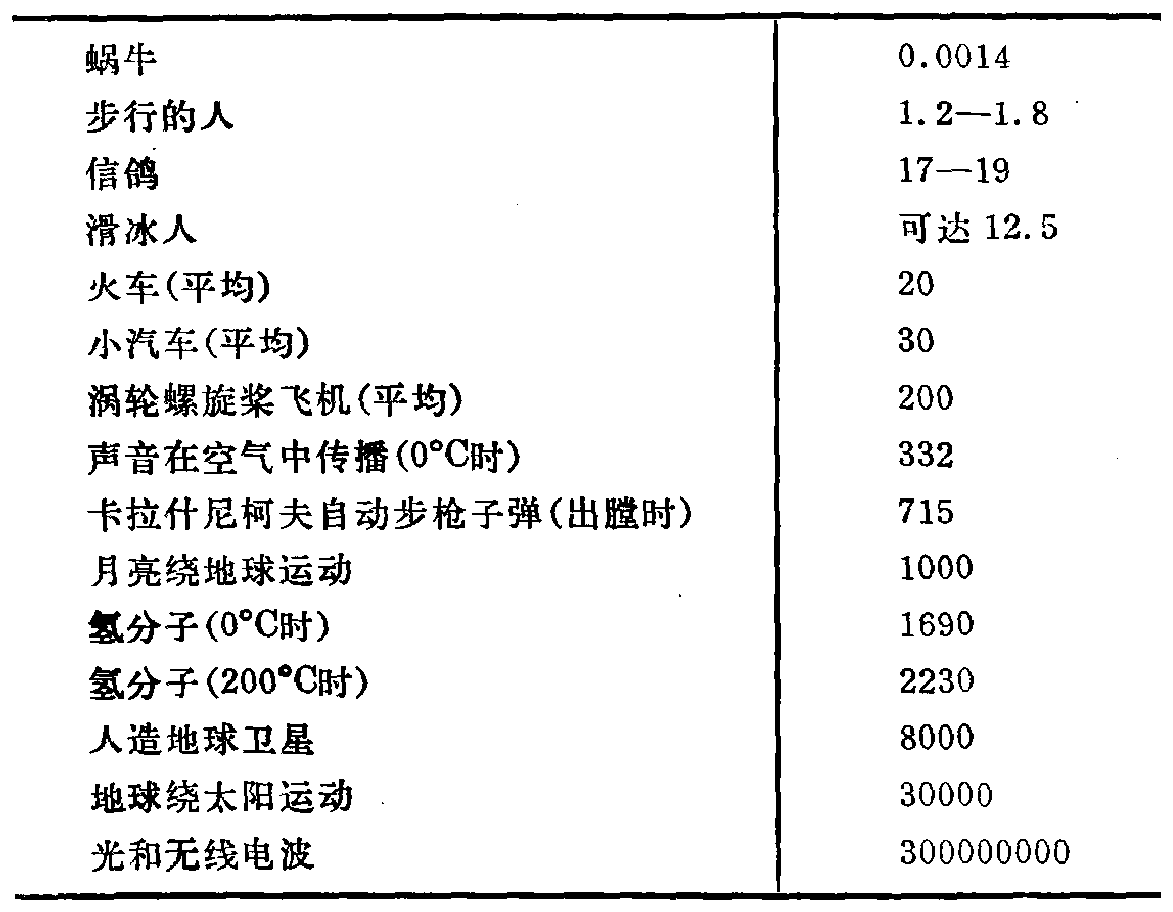 蜗牛 0.0014
步行的人 1.2—1.8
信鸽 17—19
滑冰人 可达 12.5
火车(平均) 20
小汽车(平均) 30
涡轮螺旋桨飞机(平均) 200
声音在空气中传播(0°C时) 332
卡拉什尼柯夫自动步枪子弹(出膛时) 715
月亮绕地球运动 1000
氢分子(0°C时) 1690
氢分子(200°C时) 2230
人造地球卫星 8000
地球绕太阳运动 30000
光和无线电波 300000000